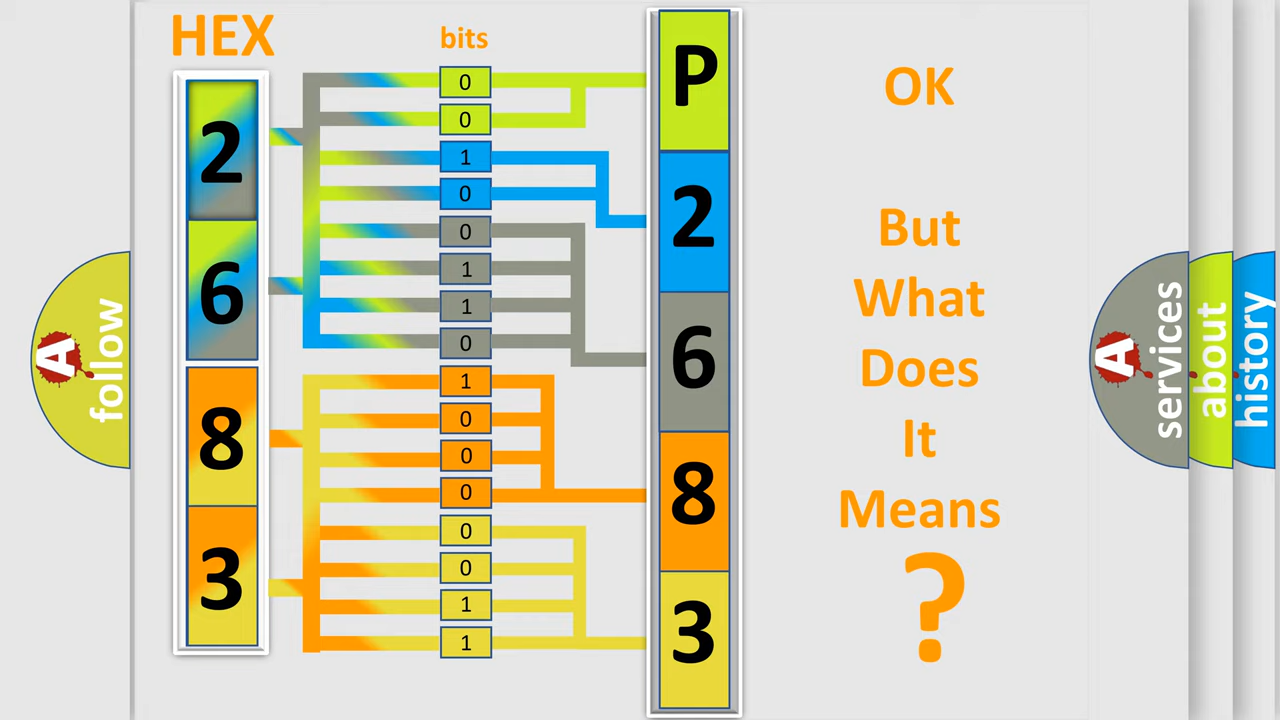 HEX
bits
2
6
8
3
0
0
1
0
0
1
1
0
1
0
0
0
0
0
1
1
P
2
6
8
3
OK
But
What
Does
It
Means
?
A
follow
A
services
about
history